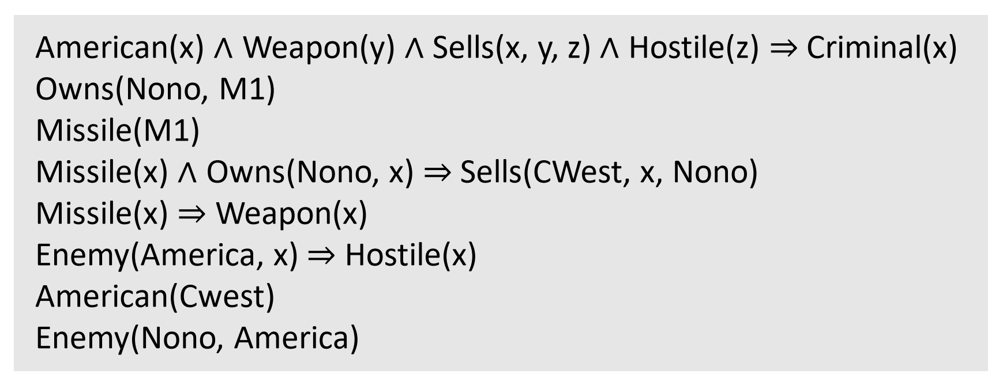 American(x) ∧ Weapon(y) ∧ Sells(x, y, z) ∧ Hostile(z) ⇒ Criminal(x)
Owns(Nono, M1)
Missile(M1)
Missile(x) ∧ Owns(Nono, x) ⇒ Sells(CWest, x, Nono)
Missile(x) ⇒ Weapon(x)
Enemy(America, x) ⇒ Hostile(x)
American(Cwest)
Enemy(Nono, America)